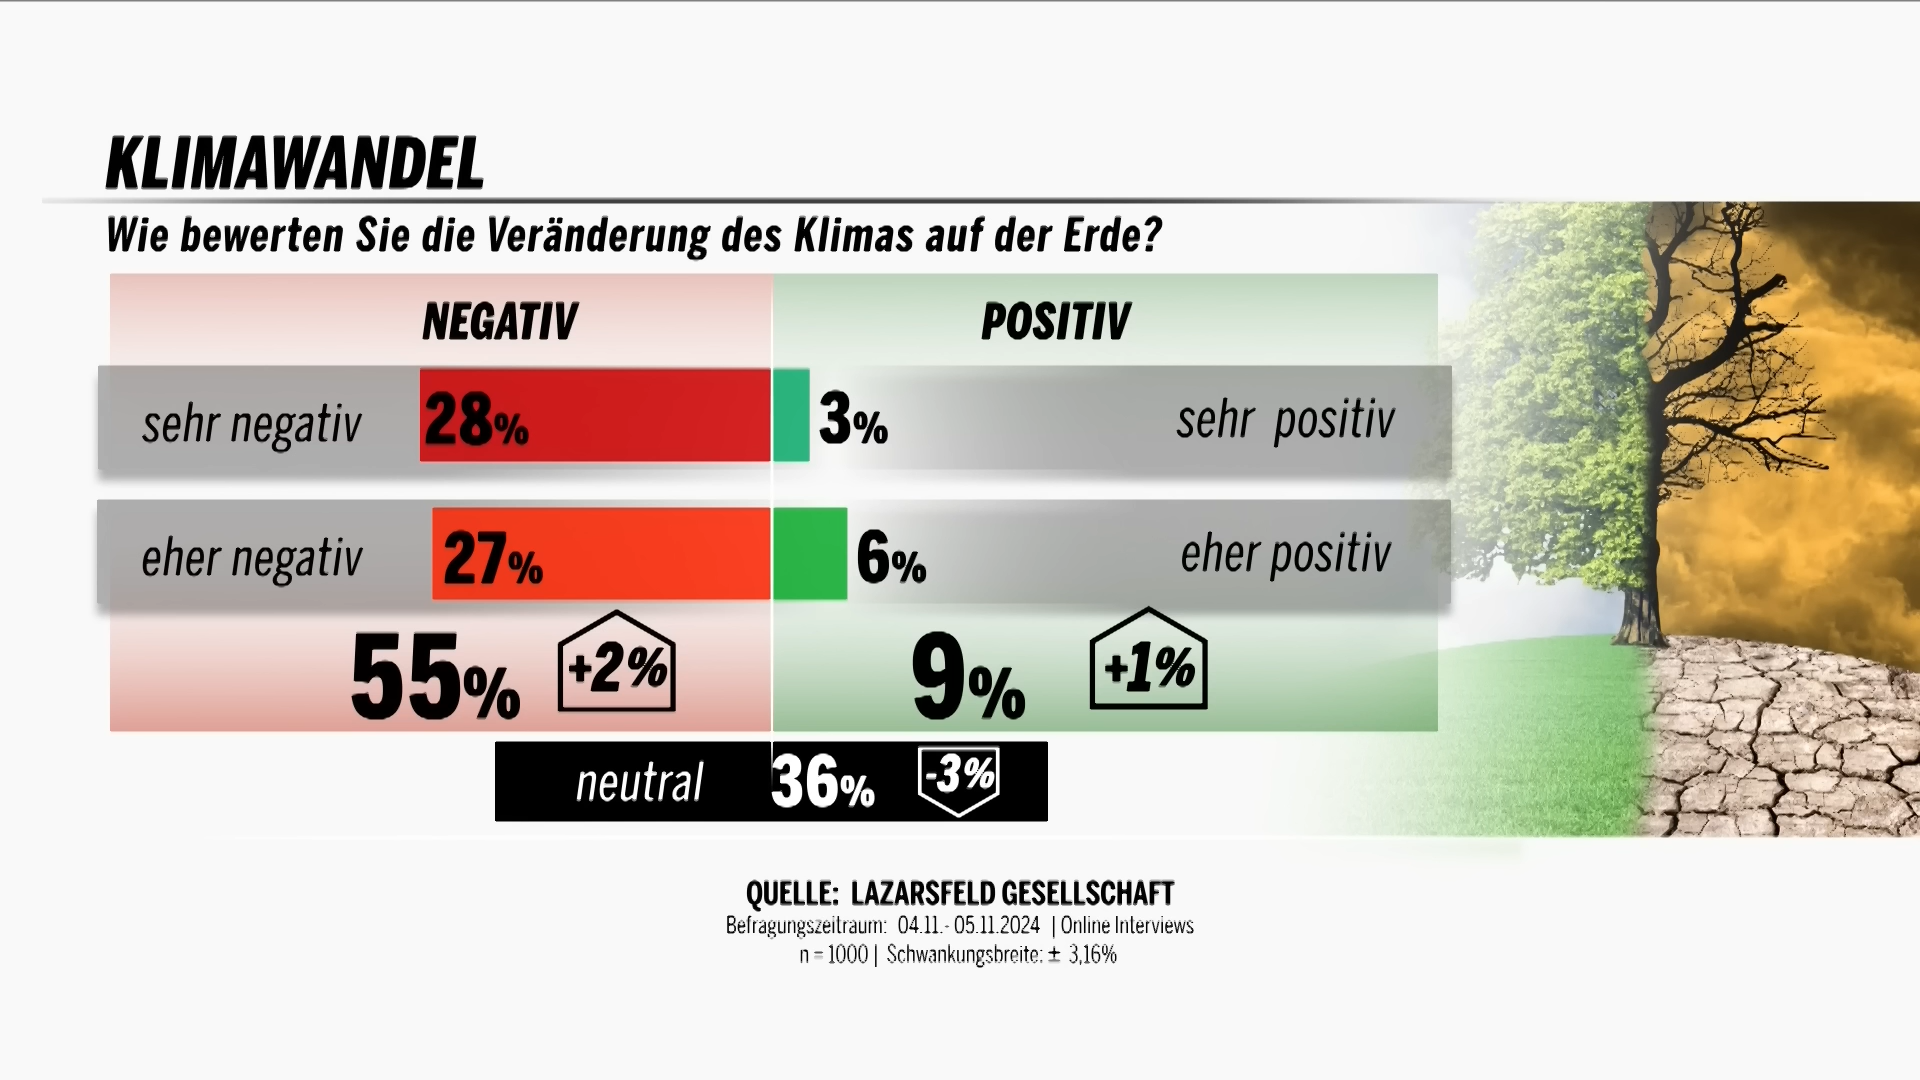 KLIMAWANDEL
Wie bewerten Sie die Veränderung des Klimas auf der Erde?
NEGATIV POSITIV
sehr negativ 28% 3% sehr positiv
eher negativ 27% 6% eher positiv
55% +2% 9% +1%
neutral 36% -3%
QUELLE: LAZARSFELD GESELLSCHAFT
Befragungszeitraum: 04.11.- 05.11.2024 | Online Interviews
n = 1000 | Schwankungsbreite: ± 3,16%